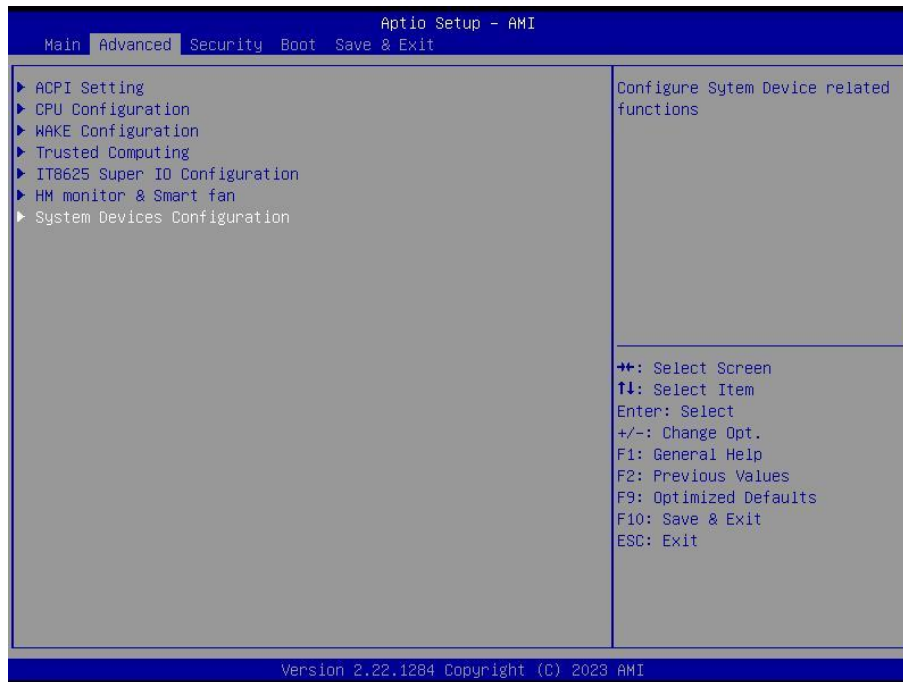 Aptio Setup - AMI
Main Advanced Security Boot Save & Exit
ACPI Setting
CPU Configuration
WAKE Configuration
Trusted Computing
IT8625 Super IO Configuration
HM monitor & Smart fan
System Devices Configuration
Configure Sytem Device related
functions
→←: Select Screen
↑↓: Select Item
Enter: Select
+/-: Change Opt.
F1: General Help
F2: Previous Values
F9: Optimized Defaults
F10: Save & Exit
ESC: Exit
Version 2.22.1284 Copyright (C) 2023 AMI